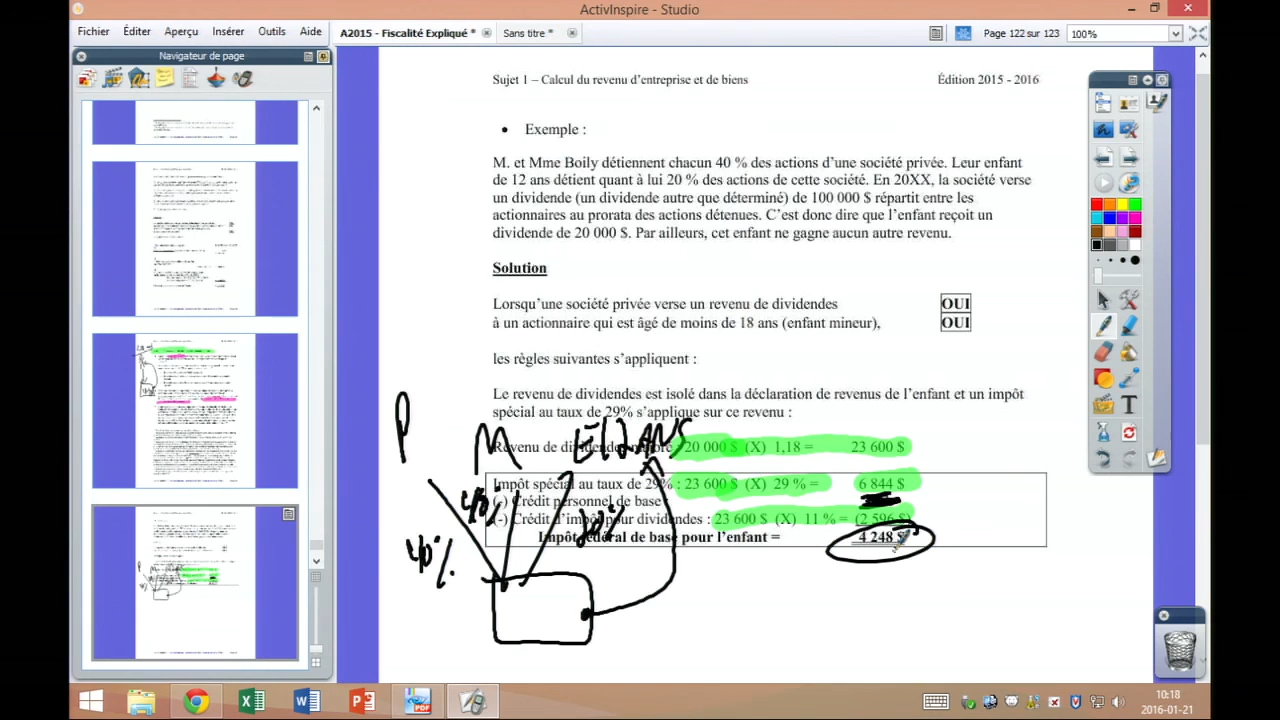 ActivInspire - Studio
Fichier Éditer Aperçu Insérer Outils Aide
A2015 - Fiscalité Expliqué *
Sans titre *
Page 122 sur 123
100%
Navigateur de page
Sujet 1 – Calcul du revenu d’entreprise et de biens
Édition 2015 - 2016
• Exemple :
M. et Mme Boily détiennent chacun 40 % des actions d’une société privée. Leur enfant
de 12 ans détient quant à lui 20 % des actions de cette société. En 20XX, la société verse
un dividende (un dividende autre que déterminé) de 100 000 $ répartit entre les
actionnaires au prorata des actions détenues. C’est donc dire que l’enfant reçoit un
dividende de 20 000 $. Par ailleurs, cet enfant ne gagne aucun autre revenu.
Solution
Lorsqu’une société privée verse un revenu de dividendes OUI
à un actionnaire qui est âgé de moins de 18 ans (enfant mineur), OUI
les règles suivantes s’appliquent :
Le revenu de dividendes est isolé dans la déclaration de revenus de l’enfant et un impôt
spécial au taux de 29% s’applique sur ce revenu :
P
M
Revenu de 20 000 $ (X) 1,18 = 23 600 $
Impôt spécial au taux de 29% : 23 600 $ (X) 29 % = 6 844 $
(-) Crédit personnel de base
(-) Crédit d’impôt pour dividendes : 23 600 $ (X) 11 % = (2 596 $)
Impôt fédéral de base pour l’enfant = 4 248 $
40%
40%
20%
10:18
2016-01-21